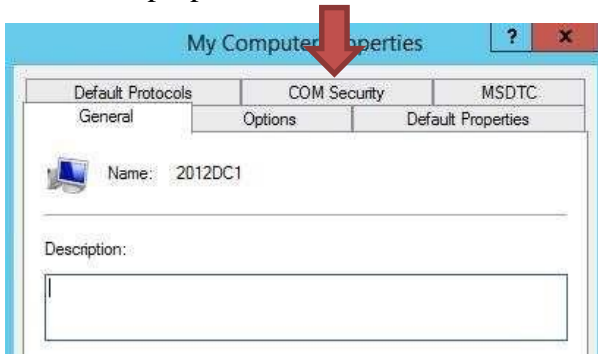 My Computer Properties ? x
Default Protocols COM Security MSDTC
General Options Default Properties
Name: 2012DC1
Description: